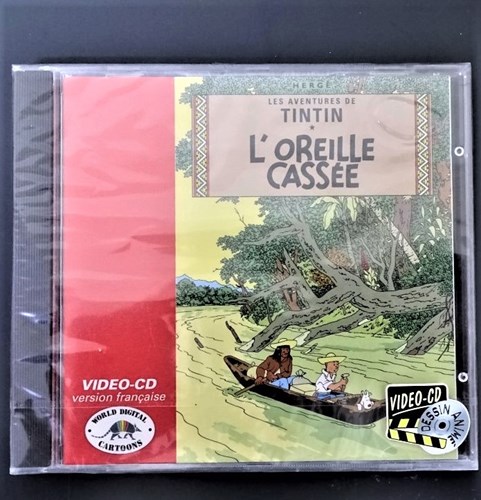 HERGÉ
LES AVENTURES DE
TINTIN
L'OREILLE
CASSÉE
VIDEO-CD
version française
WORLD DIGITAL
CARTOONS
VIDEO-CD
DESSIN ANIMÉ